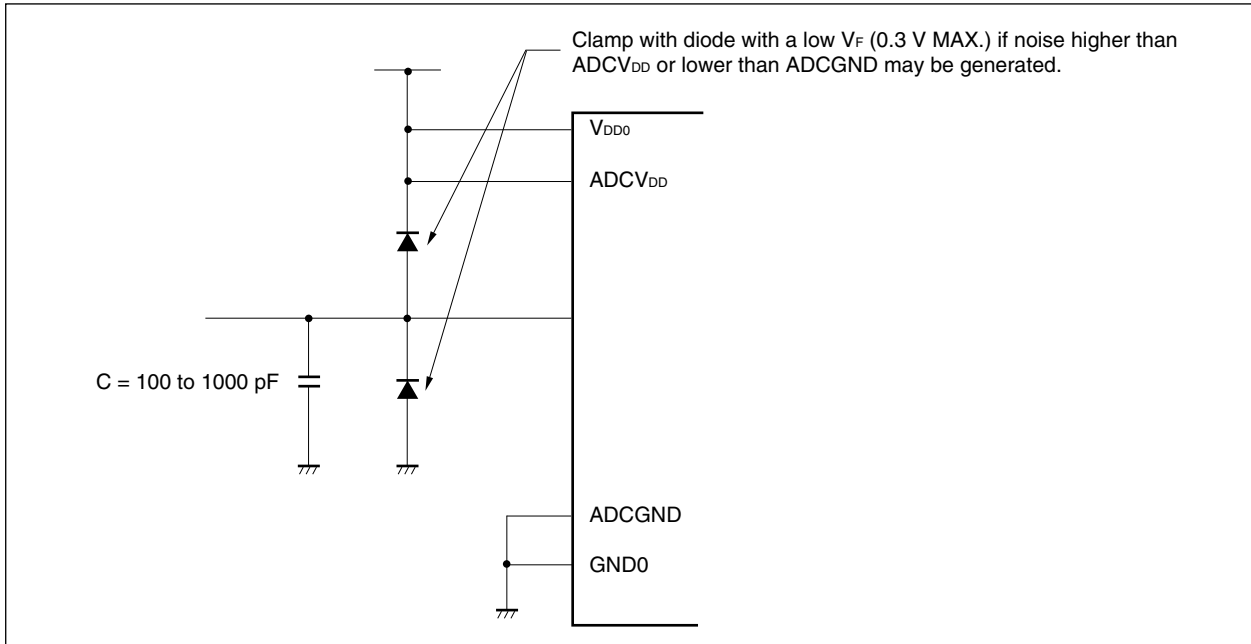 Clamp with diode with a low VF (0.3 V MAX.) if noise higher than
ADCVDD or lower than ADCGND may be generated.
VDD0
ADCVDD
C = 100 to 1000 pF
ADCGND
GND0